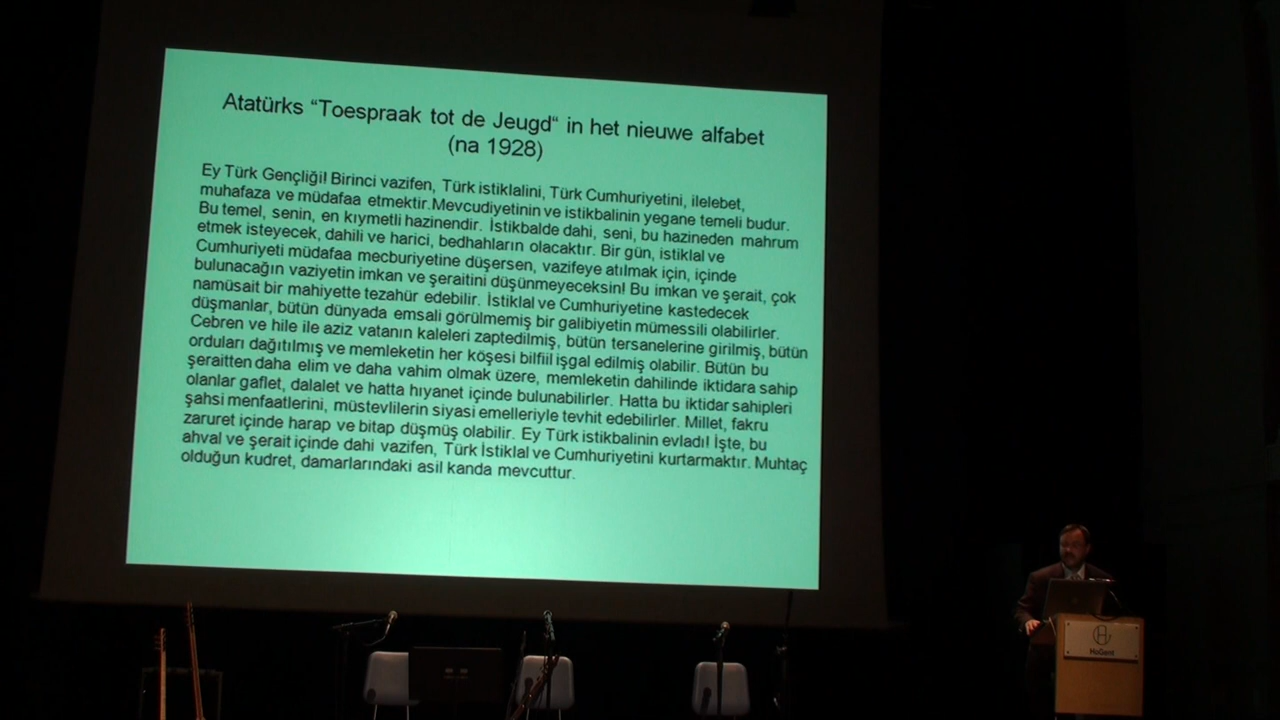 Atatürks “Toespraak tot de Jeugd“ in het nieuwe alfabet
(na 1928)
Ey Türk Gençliği! Birinci vazifen, Türk istiklalini, Türk Cumhuriyetini, ilelebet,
muhafaza ve müdafaa etmektir.Mevcudiyetinin ve istikbalinin yegane temeli budur.
Bu temel, senin, en kıymetli hazinendir. İstikbalde dahi, seni, bu hazineden mahrum
etmek isteyecek, dahili ve harici, bedhahların olacaktır. Bir gün, istiklal ve
Cumhuriyeti müdafaa mecburiyetine düşersen, vazifeye atılmak için, içinde
bulunacağın vaziyetin imkan ve şeraitini düşünmeyeceksin! Bu imkan ve şerait, çok
namüsait bir mahiyette tezahür edebilir. İstiklal ve Cumhuriyetine kastedecek
düşmanlar, bütün dünyada emsali görülmemiş bir galibiyetin mümessili olabilirler.
Cebren ve hile ile aziz vatanın kaleleri zaptedilmiş, bütün tersanelerine girilmiş, bütün
orduları dağıtılmış ve memleketin her köşesi bilfiil işgal edilmiş olabilir. Bütün bu
şeraitten daha elim ve daha vahim olmak üzere, memleketin dahilinde iktidara sahip
olanlar gaflet, dalalet ve hatta hıyanet içinde bulunabilirler. Hatta bu iktidar sahipleri
şahsi menfaatlerini, müstevlilerin siyasi emelleriyle tevhit edebilirler. Millet, fakru
zaruret içinde harap ve bitap düşmüş olabilir. Ey Türk istikbalinin evladı! İşte, bu
ahval ve şerait içinde dahi vazifen, Türk İstiklal ve Cumhuriyetini kurtarmaktır. Muhtaç
olduğun kudret, damarlarındaki asil kanda mevcuttur.
HoGent